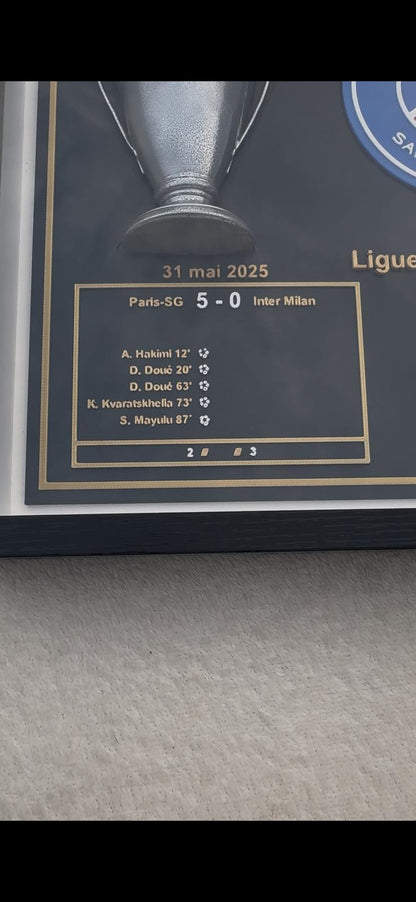 SA
Ligue
31 mai 2025
Paris-SG 5 - 0 Inter Milan
A. Hakimi 12'
D. Doué 20'
D. Doué 63'
K. Kvaratskhelia 73'
S. Mayulu 87'
2 3